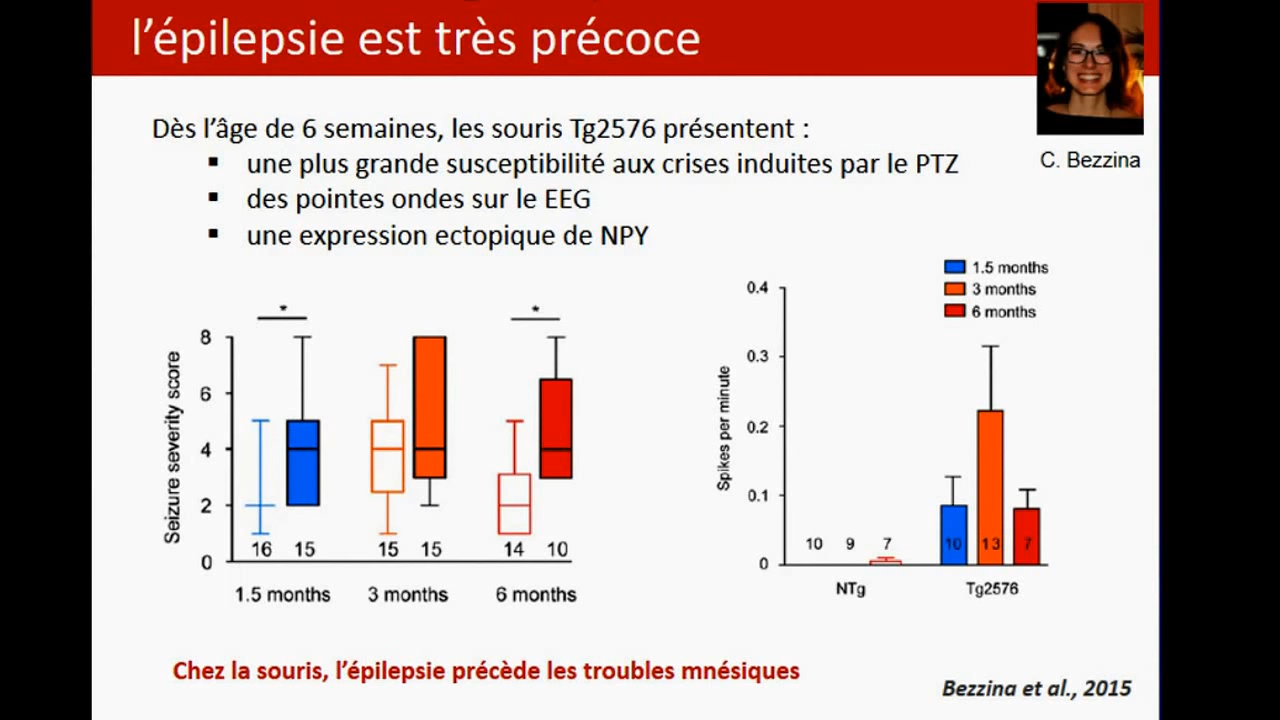 l'épilepsie est très précoce
C. Bezzina
Dès l'âge de 6 semaines, les souris Tg2576 présentent :
▪ une plus grande susceptibilité aux crises induites par le PTZ
▪ des pointes ondes sur le EEG
▪ une expression ectopique de NPY
* *
Seizure severity score
8
6
4
2
0
16 15 15 15 14 10
1.5 months 3 months 6 months
1.5 months
3 months
6 months
Spikes per minute
0.4
0.3
0.2
0.1
0
10 9 7 10 13 7
NTg Tg2576
Chez la souris, l'épilepsie précède les troubles mnésiques
Bezzina et al., 2015